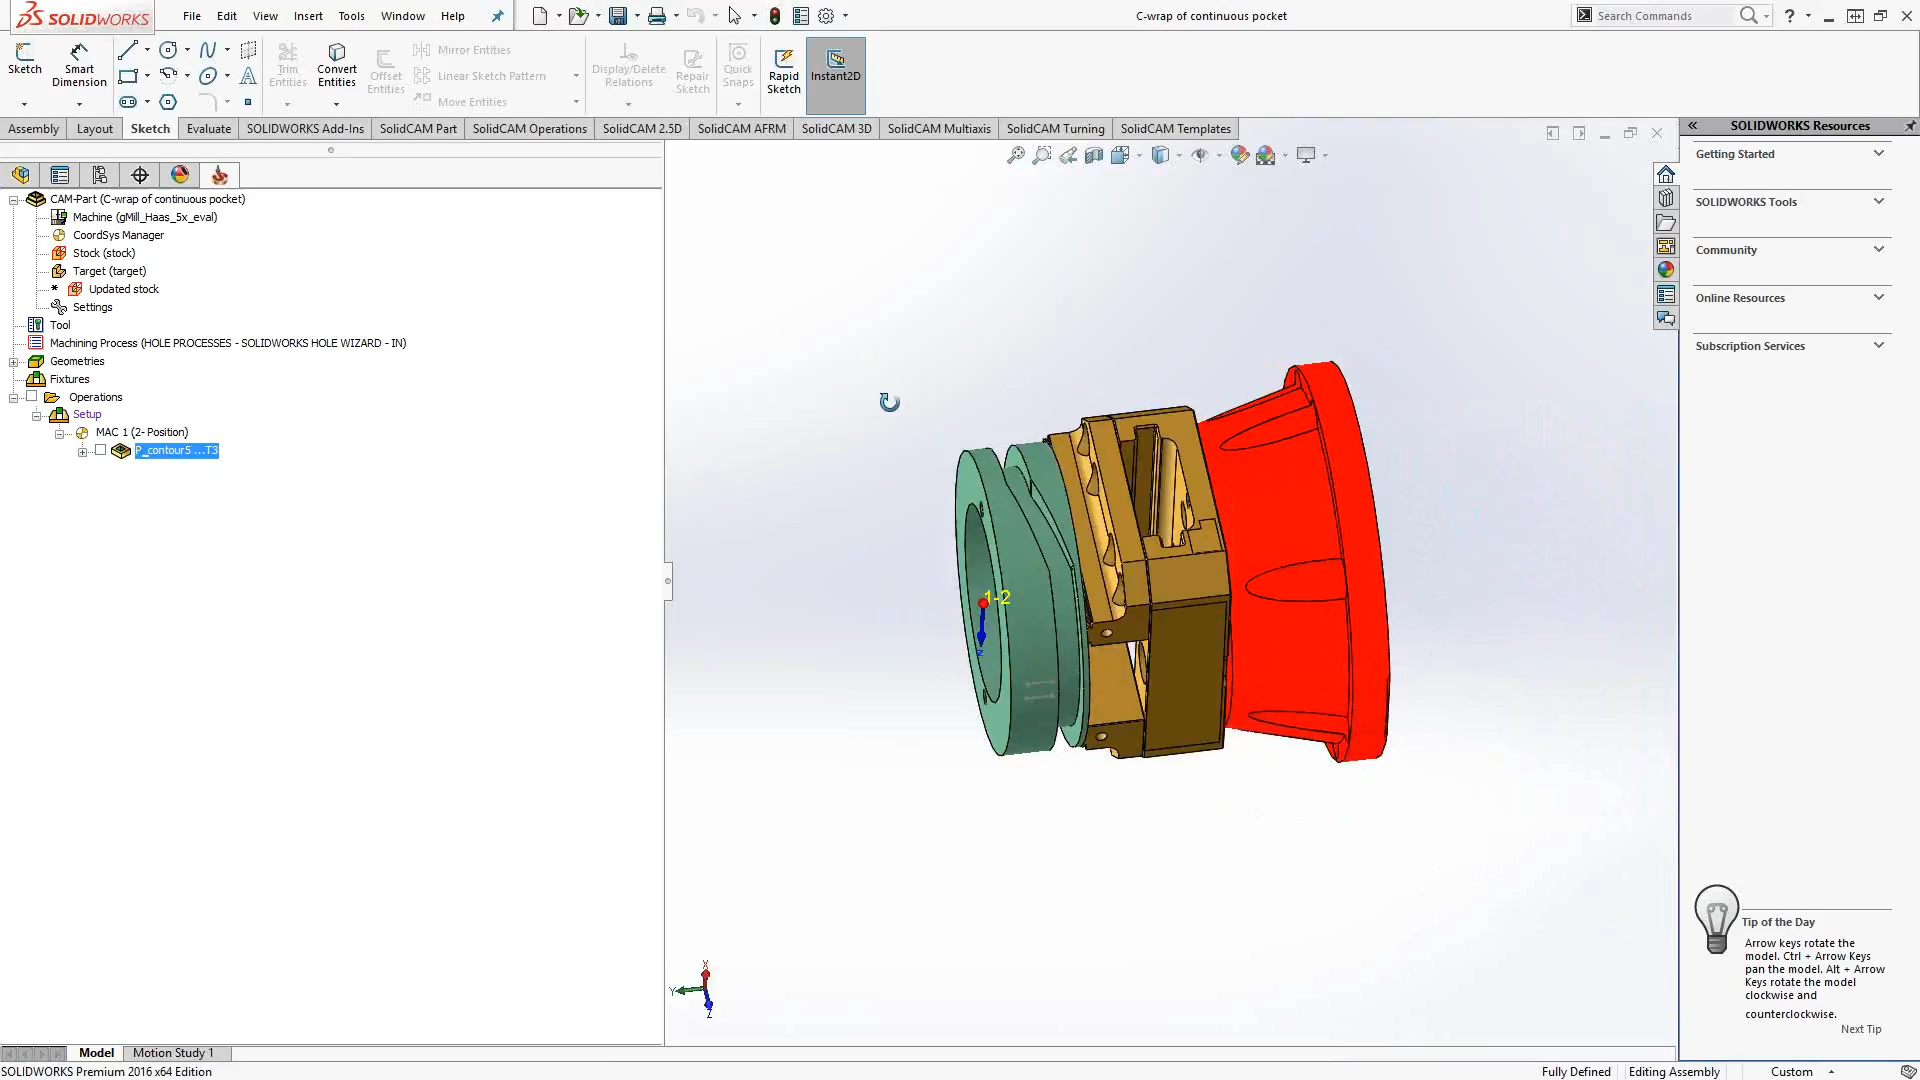 SOLIDWORKS
File Edit View Insert Tools Window Help
C-wrap of continuous pocket
Search Commands
Sketch
Smart Dimension
Trim Entities
Convert Entities
Offset Entities
Mirror Entities
Linear Sketch Pattern
Move Entities
Display/Delete Relations
Repair Sketch
Quick Snaps
Rapid Sketch
Instant2D
Assembly Layout Sketch Evaluate SOLIDWORKS Add-Ins SolidCAM Part SolidCAM Operations SolidCAM 2.5D SolidCAM AFRM SolidCAM 3D SolidCAM Multiaxis SolidCAM Turning SolidCAM Templates
SOLIDWORKS Resources
Getting Started
SOLIDWORKS Tools
Community
Online Resources
Subscription Services
CAM-Part (C-wrap of continuous pocket)
Machine (gMill_Haas_5x_eval)
CoordSys Manager
Stock (stock)
Target (target)
* Updated stock
Settings
Tool
Machining Process (HOLE PROCESSES - SOLIDWORKS HOLE WIZARD - IN)
Geometries
Fixtures
Operations
Setup
MAC 1 (2- Position)
P_contour5 ...T3
1-2
Z
X
Y
Z
Tip of the Day
Arrow keys rotate the
model. Ctrl + Arrow Keys
pan the model. Alt + Arrow
Keys rotate the model
clockwise and
counterclockwise.
Next Tip
Model Motion Study 1
SOLIDWORKS Premium 2016 x64 Edition
Fully Defined Editing Assembly Custom